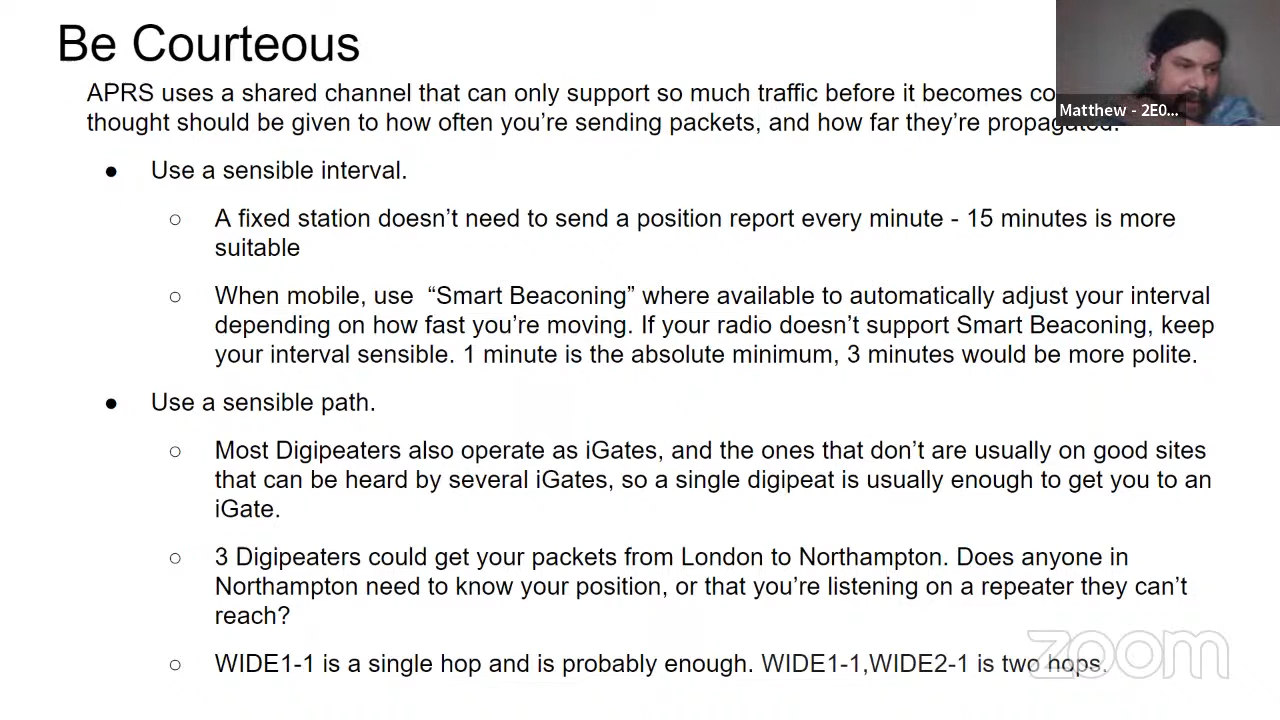 Be Courteous
APRS uses a shared channel that can only support so much traffic before it becomes
thought should be given to how often you’re sending packets, and how far they’re propagated.
Matthew - 2E0...
● Use a sensible interval.
○ A fixed station doesn’t need to send a position report every minute - 15 minutes is more
suitable
○ When mobile, use “Smart Beaconing” where available to automatically adjust your interval
depending on how fast you’re moving. If your radio doesn’t support Smart Beaconing, keep
your interval sensible. 1 minute is the absolute minimum, 3 minutes would be more polite.
● Use a sensible path.
○ Most Digipeaters also operate as iGates, and the ones that don’t are usually on good sites
that can be heard by several iGates, so a single digipeat is usually enough to get you to an
iGate.
○ 3 Digipeaters could get your packets from London to Northampton. Does anyone in
Northampton need to know your position, or that you’re listening on a repeater they can’t
reach?
○ WIDE1-1 is a single hop and is probably enough. WIDE1-1,WIDE2-1 is two hops.
zoom